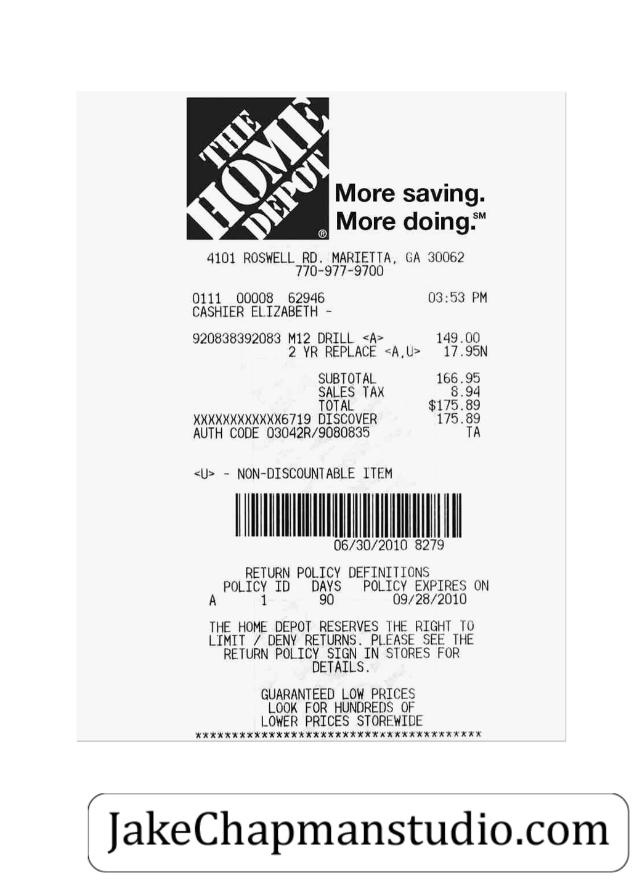 THE
HOME
DEPOT
®
More saving.
More doing.℠
4101 ROSWELL RD. MARIETTA, GA 30062
770-977-9700
0111 00008 62946 03:53 PM
CASHIER ELIZABETH -
920838392083 M12 DRILL <A> 149.00
2 YR REPLACE <A,U> 17.95N
SUBTOTAL 166.95
SALES TAX 8.94
TOTAL $175.89
XXXXXXXXXXXX6719 DISCOVER 175.89
AUTH CODE 03042R/9080835 TA
<U> - NON-DISCOUNTABLE ITEM
06/30/2010 8279
RETURN POLICY DEFINITIONS
POLICY ID DAYS POLICY EXPIRES ON
A 1 90 09/28/2010
THE HOME DEPOT RESERVES THE RIGHT TO
LIMIT / DENY RETURNS. PLEASE SEE THE
RETURN POLICY SIGN IN STORES FOR
DETAILS.
GUARANTEED LOW PRICES
LOOK FOR HUNDREDS OF
LOWER PRICES STOREWIDE
***************************************
JakeChapmanstudio.com